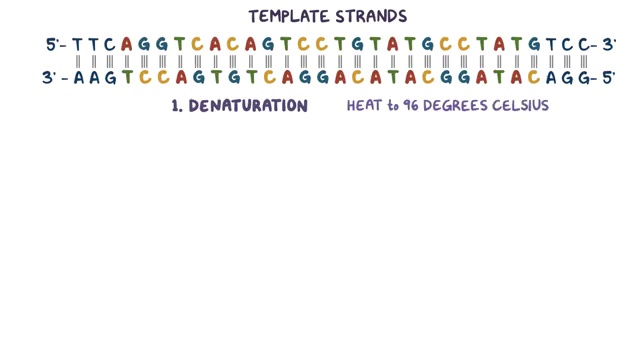 TEMPLATE STRANDS
5'- T T C A G G T C A C A G T C C T G T A T G C C T A T G T C C - 3'
3' - A A G T C C A G T G T C A G G A C A T A C G G A T A C A G G - 5'
1. DENATURATION HEAT to 96 DEGREES CELSIUS